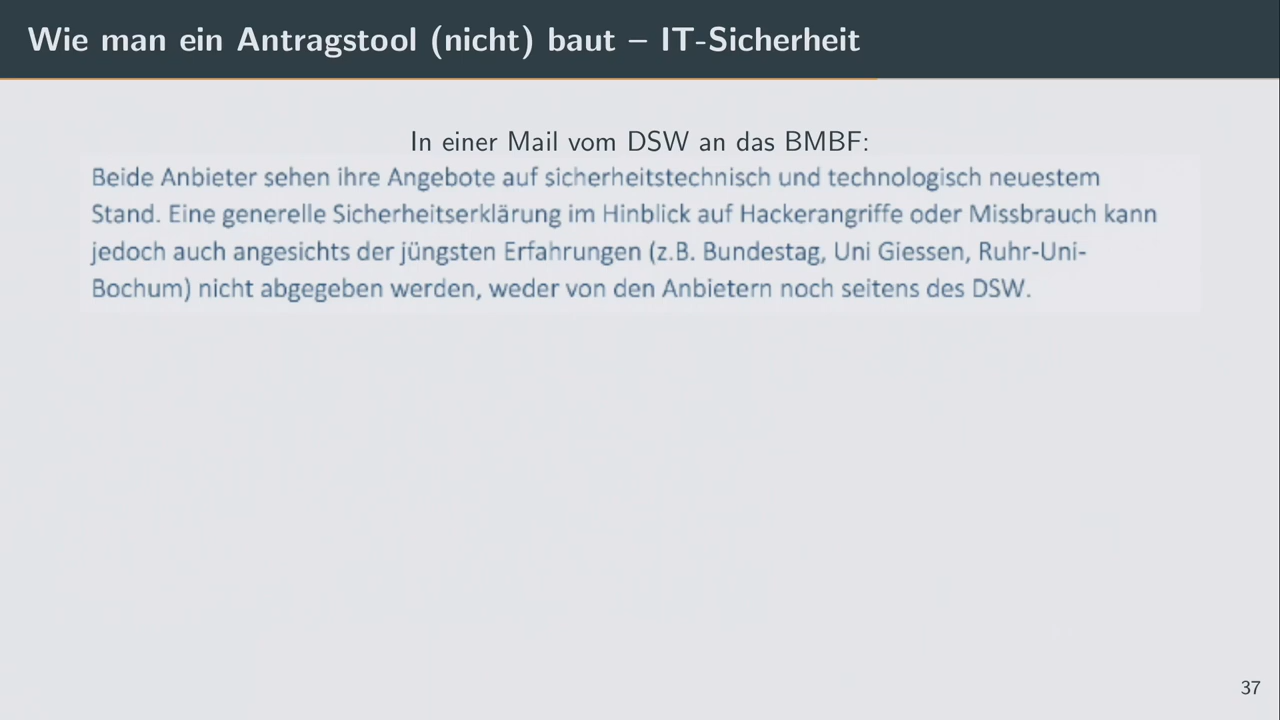 Wie man ein Antragstool (nicht) baut – IT-Sicherheit
In einer Mail vom DSW an das BMBF:
Beide Anbieter sehen ihre Angebote auf sicherheitstechnisch und technologisch neuestem
Stand. Eine generelle Sicherheitserklärung im Hinblick auf Hackerangriffe oder Missbrauch kann
jedoch auch angesichts der jüngsten Erfahrungen (z.B. Bundestag, Uni Giessen, Ruhr-Uni-
Bochum) nicht abgegeben werden, weder von den Anbietern noch seitens des DSW.
37